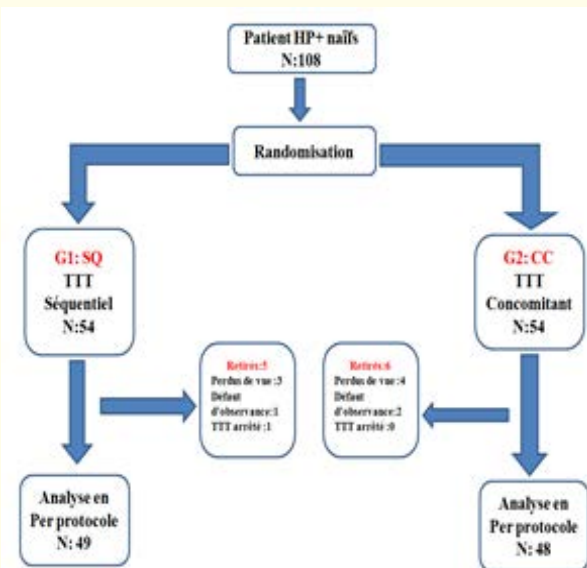 Patient HP+ naïfs
N:108
Randomisation
G1: SQ
TTT
Séquentiel
N:54
G2: CC
TTT
Concomitant
N:54
Retirés:5
Perdus de vue :3
Défaut
d'observance:1
TTT arrêté :1
Retirés:6
Perdus de vue :4
Défaut
d'observance:2
TTT arrêté :0
Analyse en
Per protocole
N: 49
Analyse en
Per protocole
N: 48